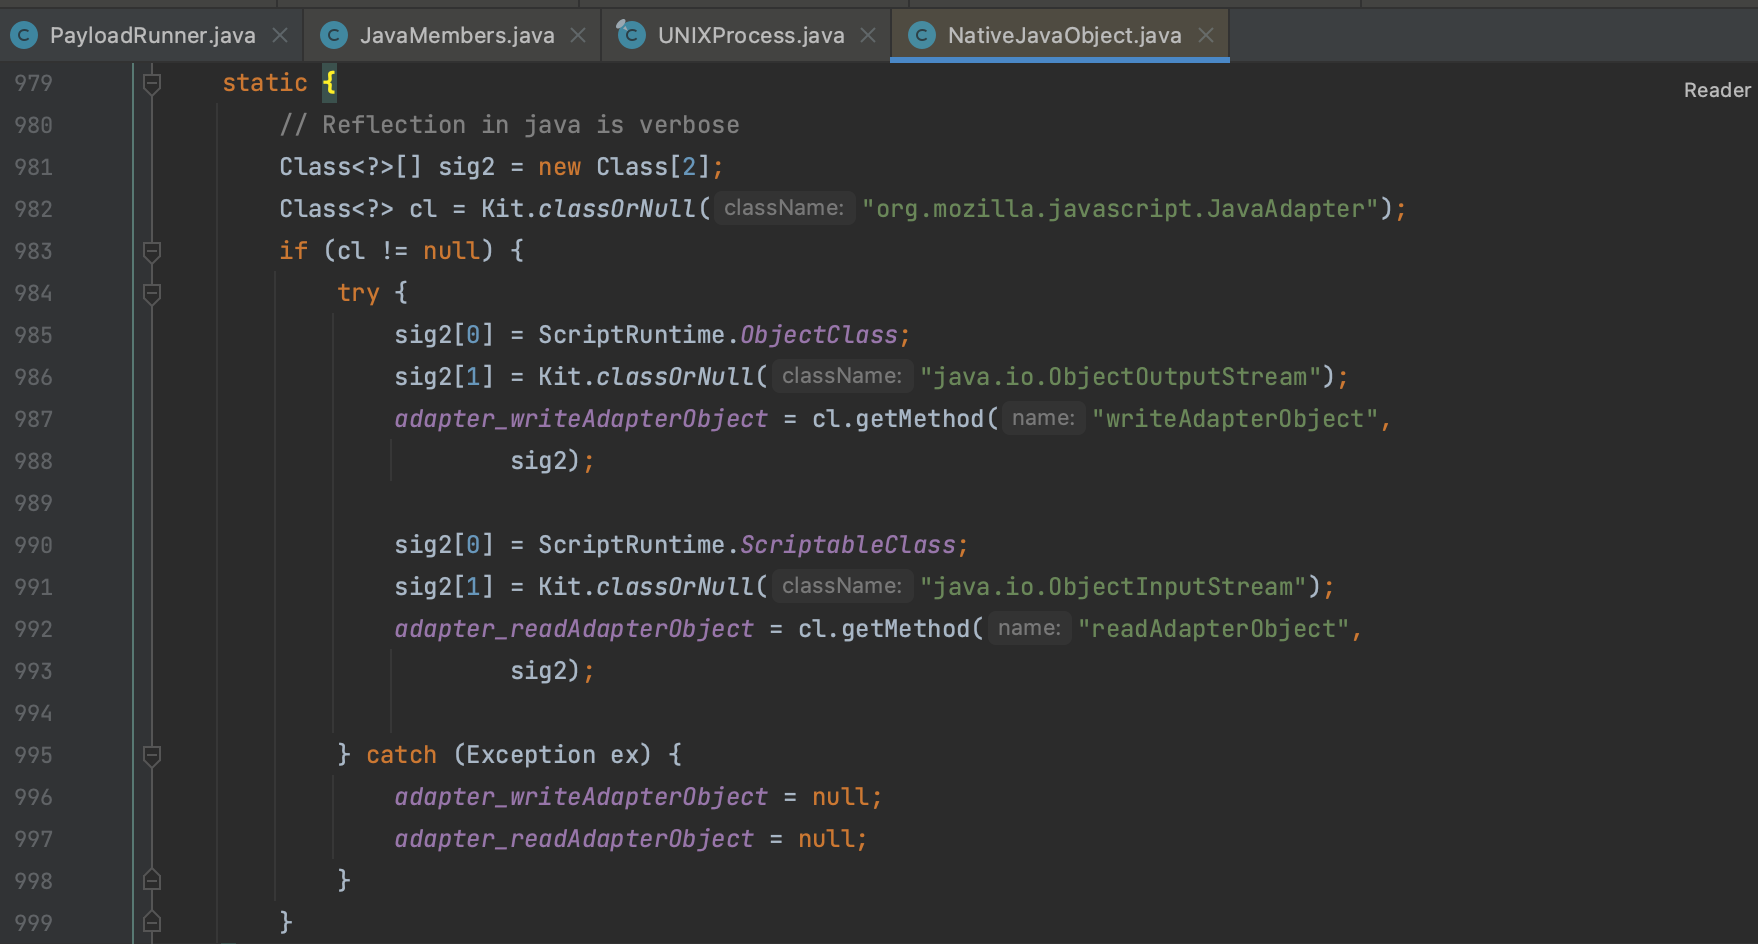 PayloadRunner.java JavaMembers.java UNIXProcess.java NativeJavaObject.java
979 static {
Reader
980 // Reflection in java is verbose
981 Class<?>[] sig2 = new Class[2];
982 Class<?> cl = Kit.classOrNull( className: "org.mozilla.javascript.JavaAdapter");
983 if (cl != null) {
984 try {
985 sig2[0] = ScriptRuntime.ObjectClass;
986 sig2[1] = Kit.classOrNull( className: "java.io.ObjectOutputStream");
987 adapter_writeAdapterObject = cl.getMethod( name: "writeAdapterObject",
988 sig2);
989
990 sig2[0] = ScriptRuntime.ScriptableClass;
991 sig2[1] = Kit.classOrNull( className: "java.io.ObjectInputStream");
992 adapter_readAdapterObject = cl.getMethod( name: "readAdapterObject",
993 sig2);
994
995 } catch (Exception ex) {
996 adapter_writeAdapterObject = null;
997 adapter_readAdapterObject = null;
998 }
999 }